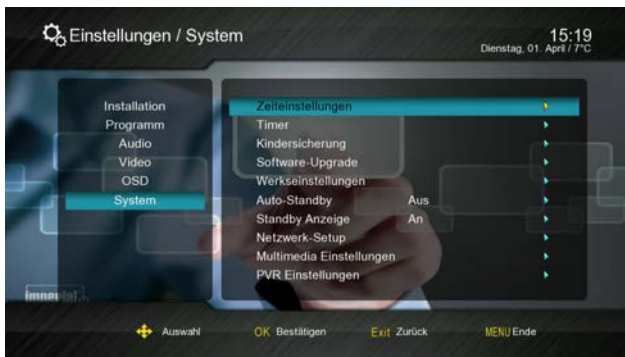 Einstellungen / System
15:19
Dienstag, 01. April / 7°C
Installation
Programm
Audio
Video
OSD
System
Zeiteinstellungen
Timer
Kindersicherung
Software-Upgrade
Werkseinstellungen
Auto-Standby Aus
Standby Anzeige An
Netzwerk-Setup
Multimedia Einstellungen
PVR Einstellungen
imperial
Auswahl OK Bestätigen Exit Zurück MENU Ende